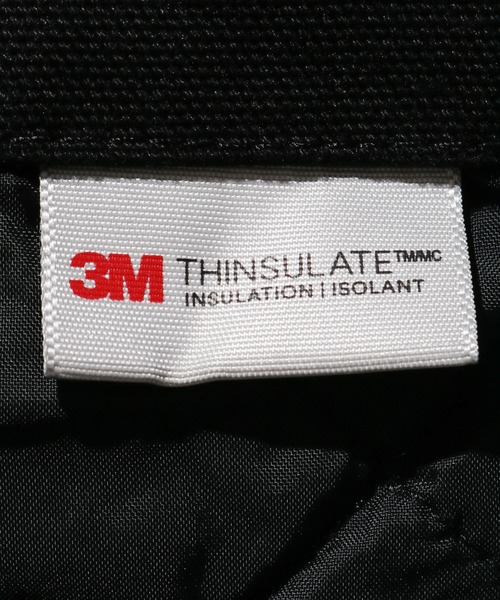 3M THINSULATE™/MC
INSULATION | ISOLANT